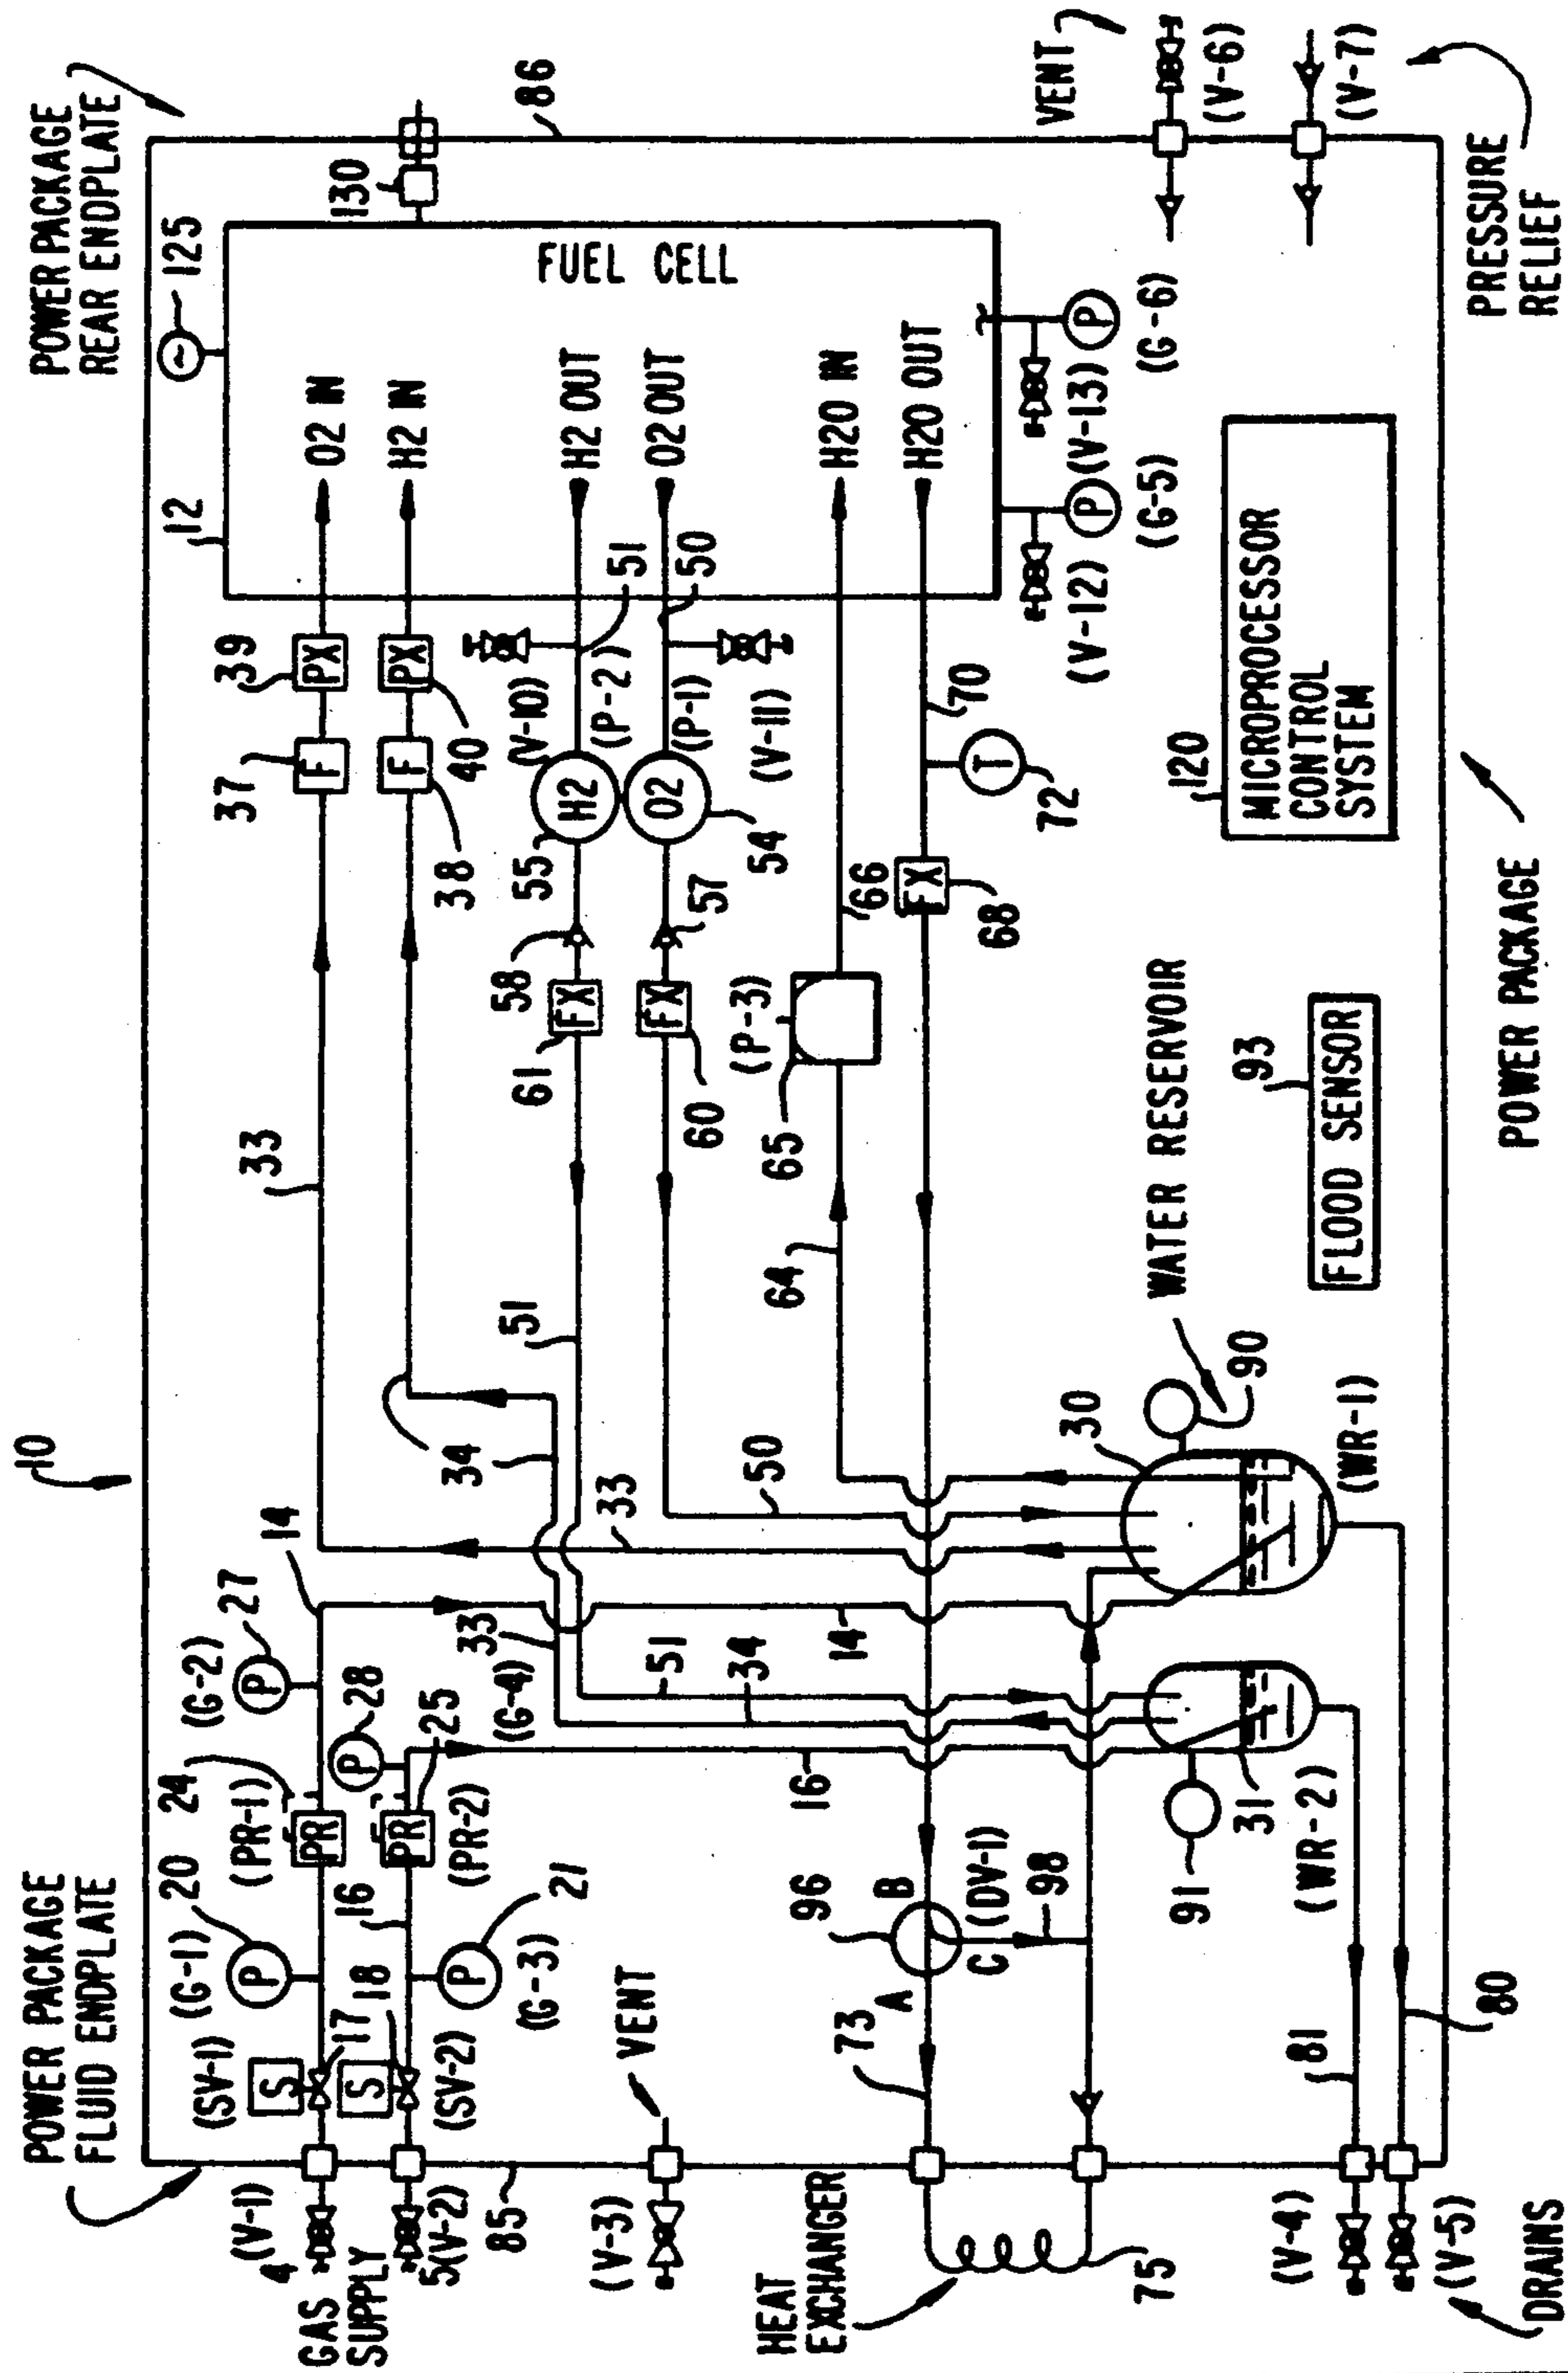 10
POWER PACKAGE
FLUID ENDPLATE
POWER PACKAGE
REAR ENDPLATE
4 (V-1)
GAS
SUPPLY
5(V-2)
85
(V-3)
VENT
HEAT
EXCHANGER
75
(V-4)
(V-5)
DRAINS
(SV-1)
S
17
S
18
(SV-2)
(G-1)
20
P
16
P
21
(G-3)
24
(PR-1)
PR
PR
(PR-2)
25
(G-2)
27
P
28
P
(G-4)
14
33
33
34
51
34
14
16
33
34
51
50
37
F
39
PX
F
38
PX
40
12
125
130
86
FUEL CELL
O2 IN
H2 IN
H2 OUT
O2 OUT
H2O IN
H2O OUT
51
50
(V-10)
(P-2)
(P-1)
(V-11)
H2
O2
55
54
58
57
FX
61
FX
60
(P-3)
65
64
66
FX
68
70
T
72
73
A
B
C
96
(DV-1)
98
30
WATER RESERVOIR
90
(WR-1)
91
31
(WR-2)
81
80
93
FLOOD SENSOR
120
MICROPROCESSOR
CONTROL
SYSTEM
(V-12)
P
(G-5)
(V-13)
P
(G-6)
VENT
(V-6)
(V-7)
PRESSURE
RELIEF
POWER PACKAGE